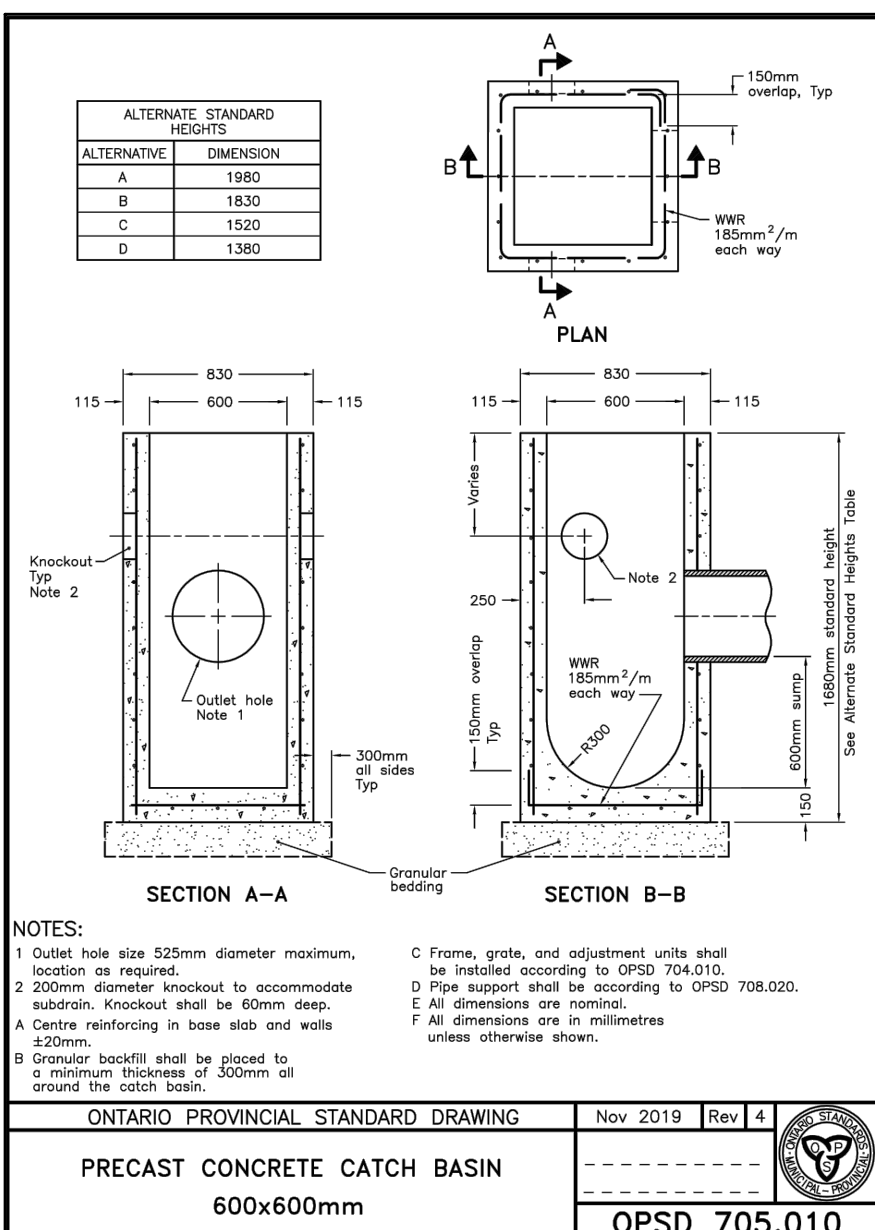 ALTERNATE STANDARD
HEIGHTS
ALTERNATIVE DIMENSION
A 1980
B 1830
C 1520
D 1380
A
150mm
overlap, Typ
B
B
WWR
185mm²/m
each way
A
PLAN
830
115 600 115
Knockout
Typ
Note 2
Outlet hole
Note 1
300mm
all sides
Typ
SECTION A-A
830
115 600 115
Varies
Note 2
250
150mm overlap
Typ
WWR
185mm²/m
each way
R300
600mm sump
150
1680mm standard height
See Alternate Standard Heights Table
Granular
bedding
SECTION B-B
NOTES:
1 Outlet hole size 525mm diameter maximum,
location as required.
2 200mm diameter knockout to accommodate
subdrain. Knockout shall be 60mm deep.
A Centre reinforcing in base slab and walls
±20mm.
B Granular backfill shall be placed to
a minimum thickness of 300mm all
around the catch basin.
C Frame, grate, and adjustment units shall
be installed according to OPSD 704.010.
D Pipe support shall be according to OPSD 708.020.
E All dimensions are nominal.
F All dimensions are in millimetres
unless otherwise shown.
ONTARIO PROVINCIAL STANDARD DRAWING
Nov 2019 Rev 4
PRECAST CONCRETE CATCH BASIN
600x600mm
ONTARIO STANDARDS
MUNICIPAL - PROVINCIAL
OPS
OPSD 705.010